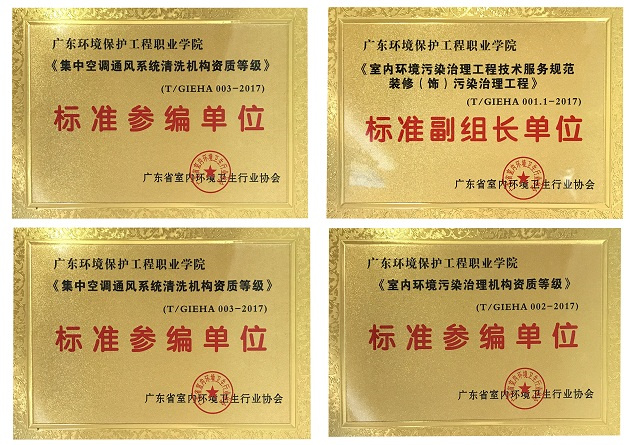 广东环境保护工程职业学院
《集中空调通风系统清洗机构资质等级》
(T/GIEHA 003-2017)
标准参编单位
广东省室内环境卫生行业协会
广东环境保护工程职业学院
《室内环境污染治理工程技术服务规范
装修(饰)污染治理工程》
(T/GIEHA 001.1-2017)
标准副组长单位
广东省室内环境卫生行业协会
广东环境保护工程职业学院
《集中空调通风系统清洗机构资质等级》
(T/GIEHA 003-2017)
标准参编单位
广东省室内环境卫生行业协会
广东环境保护工程职业学院
《室内环境污染治理机构资质等级》
(T/GIEHA 002-2017)
标准参编单位
广东省室内环境卫生行业协会